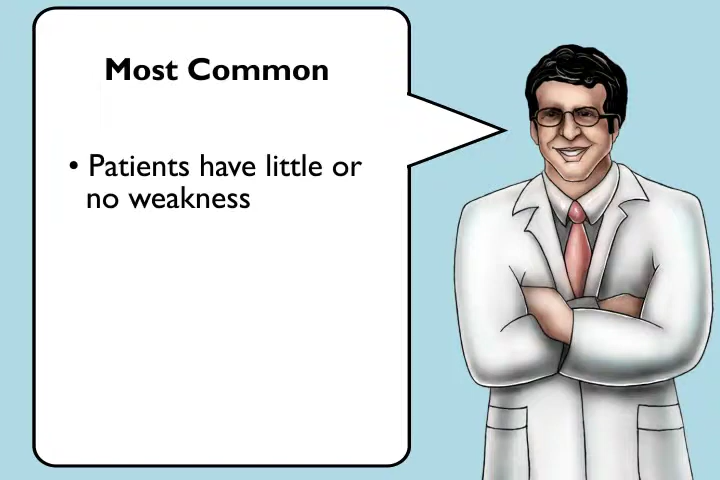 Most Common
• Patients have little or
no weakness